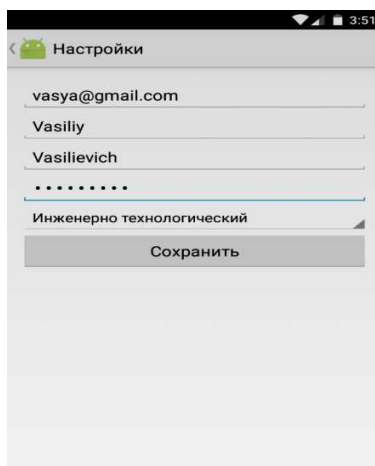 3:51
Настройки
vasya@gmail.com
Vasiliy
Vasilievich
•••••••••
Инженерно технологический
Сохранить